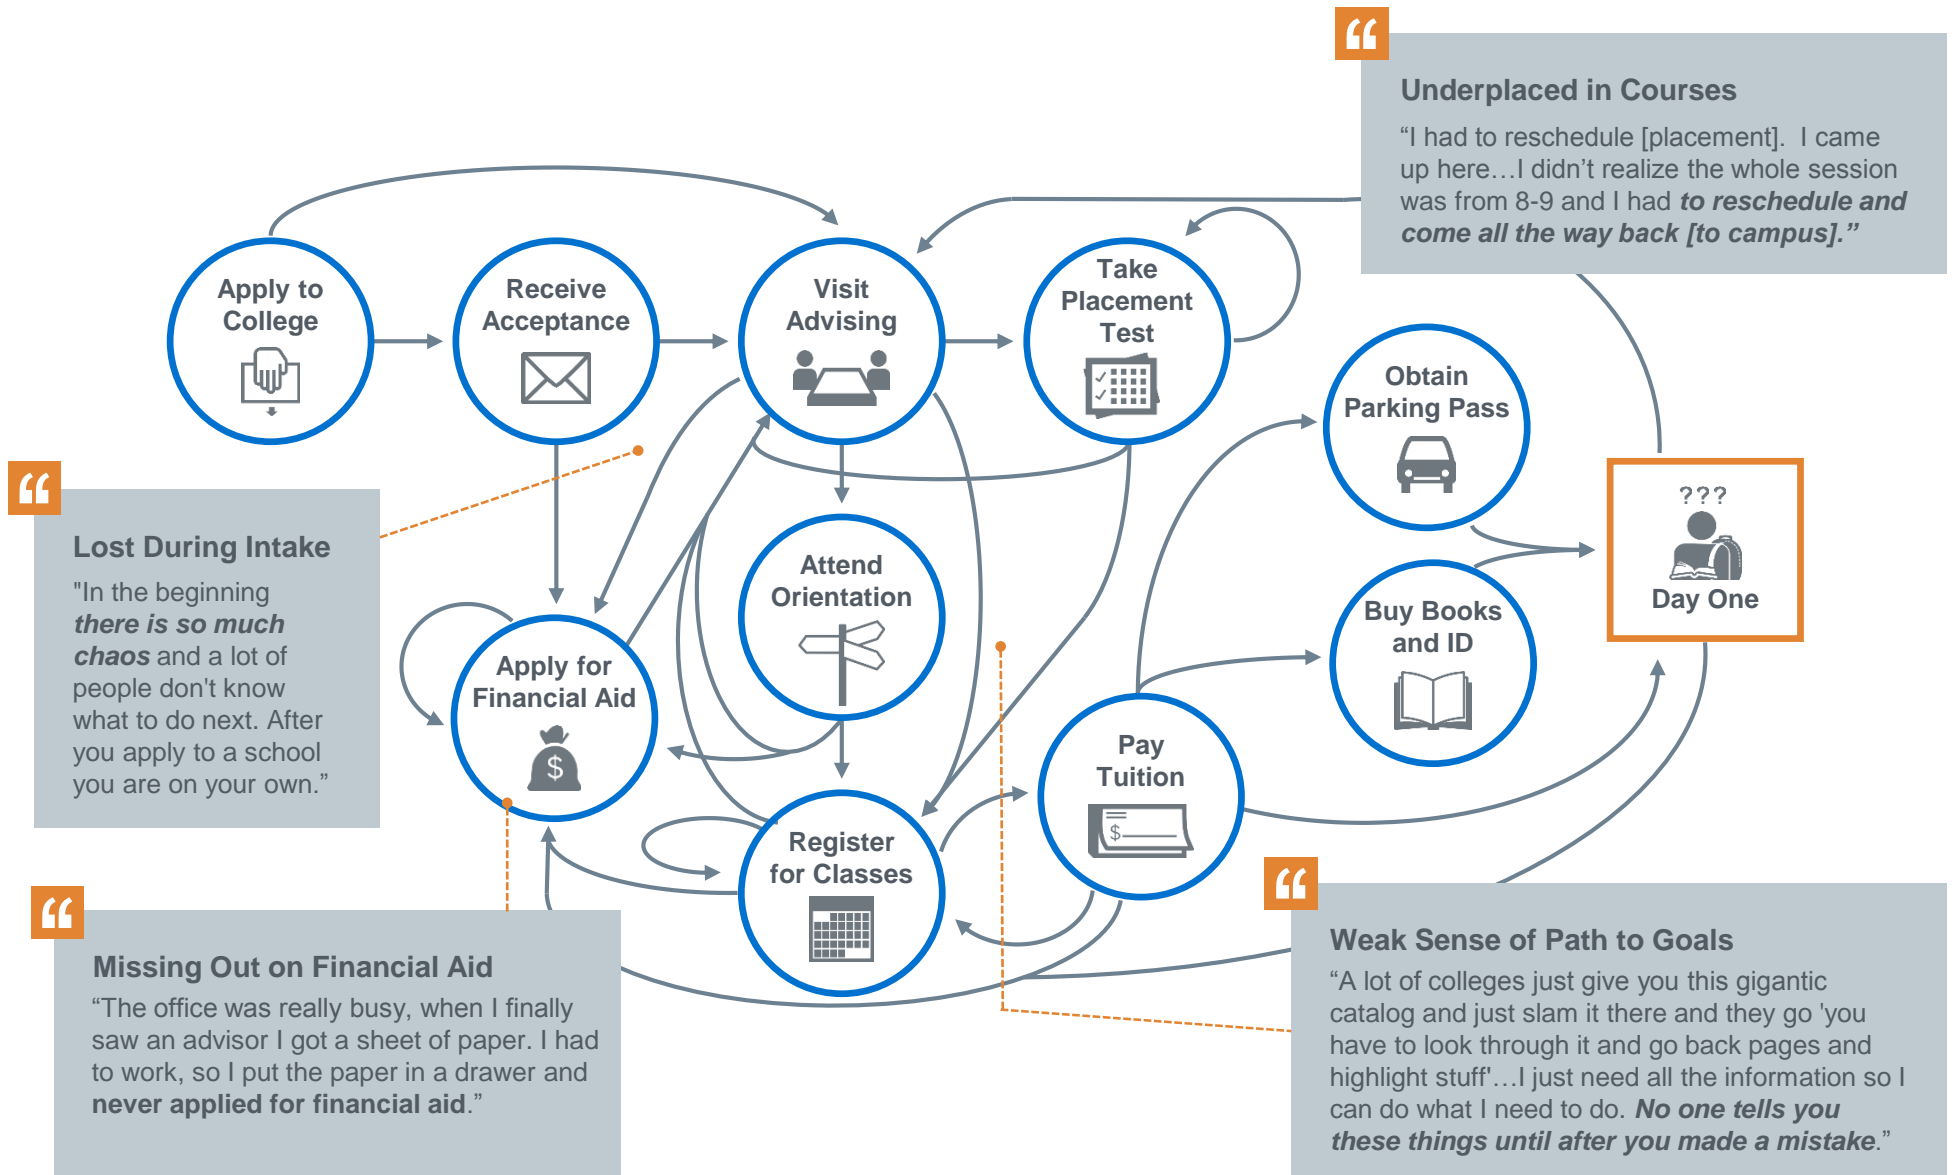 “
Underplaced in Courses
“I had to reschedule [placement].  I came
up here…I didn’t realize the whole session
was from 8-9 and I had to reschedule and
come all the way back [to campus].”
Apply to
College
Receive
Acceptance
Visit
Advising
Take
Placement
Test
Obtain
Parking Pass
???
Day One
“
Lost During Intake
"In the beginning
there is so much
chaos and a lot of
people don't know
what to do next. After
you apply to a school
you are on your own.”
Attend
Orientation
Buy Books
and ID
Apply for
Financial Aid
$
Pay
Tuition
$
Register
for Classes
“
Missing Out on Financial Aid
“The office was really busy, when I finally
saw an advisor I got a sheet of paper. I had
to work, so I put the paper in a drawer and
never applied for financial aid.”
“
Weak Sense of Path to Goals
“A lot of colleges just give you this gigantic
catalog and just slam it there and they go 'you
have to look through it and go back pages and
highlight stuff'…I just need all the information so I
can do what I need to do. No one tells you
these things until after you made a mistake.”